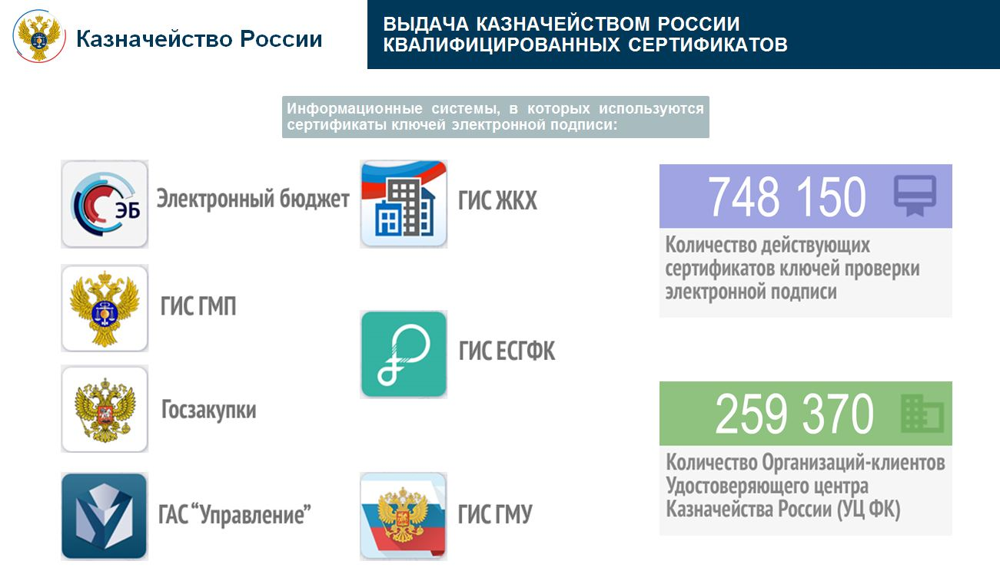 Казначейство России
ВЫДАЧА КАЗНАЧЕЙСТВОМ РОССИИ
КВАЛИФИЦИРОВАННЫХ СЕРТИФИКАТОВ
Информационные системы, в которых используются
сертификаты ключей электронной подписи:
ЭБ
Электронный бюджет
ГИС ГМП
Госзакупки
ГАС “Управление”
ГИС ЖКХ
ГИС ЕСГФК
ГИС ГМУ
748 150
Количество действующих
сертификатов ключей проверки
электронной подписи
259 370
Количество Организаций-клиентов
Удостоверяющего центра
Казначейства России (УЦ ФК)